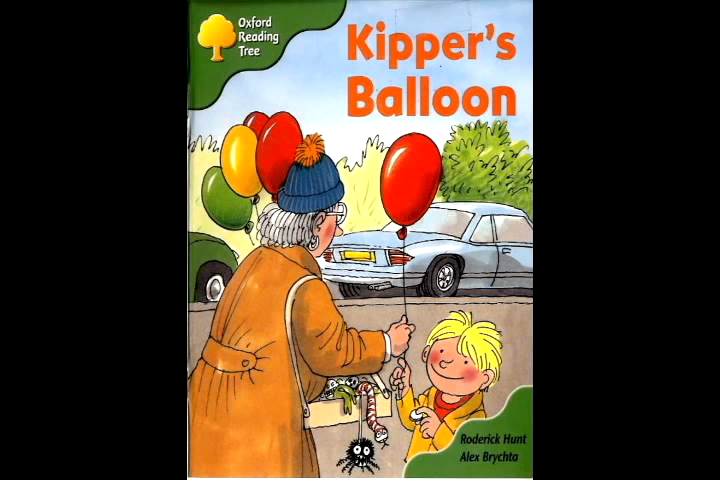 Oxford
Reading
Tree
Kipper's
Balloon
Roderick Hunt
Alex Brychta